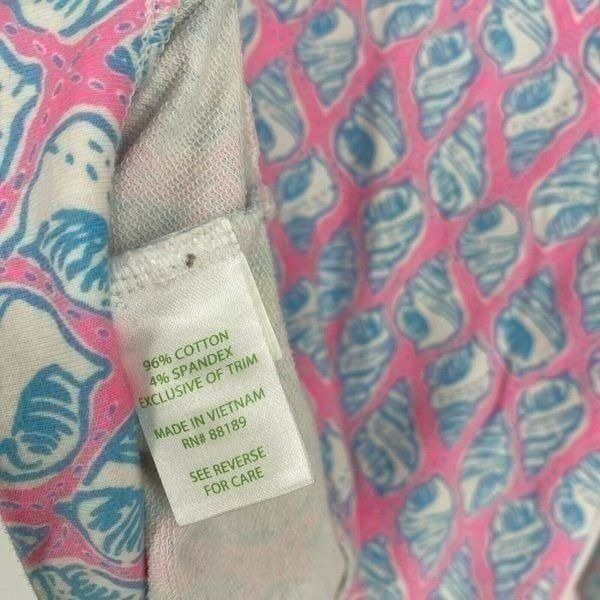 96% COTTON
4% SPANDEX
EXCLUSIVE OF TRIM
MADE IN VIETNAM
RN# 88189
SEE REVERSE
FOR CARE